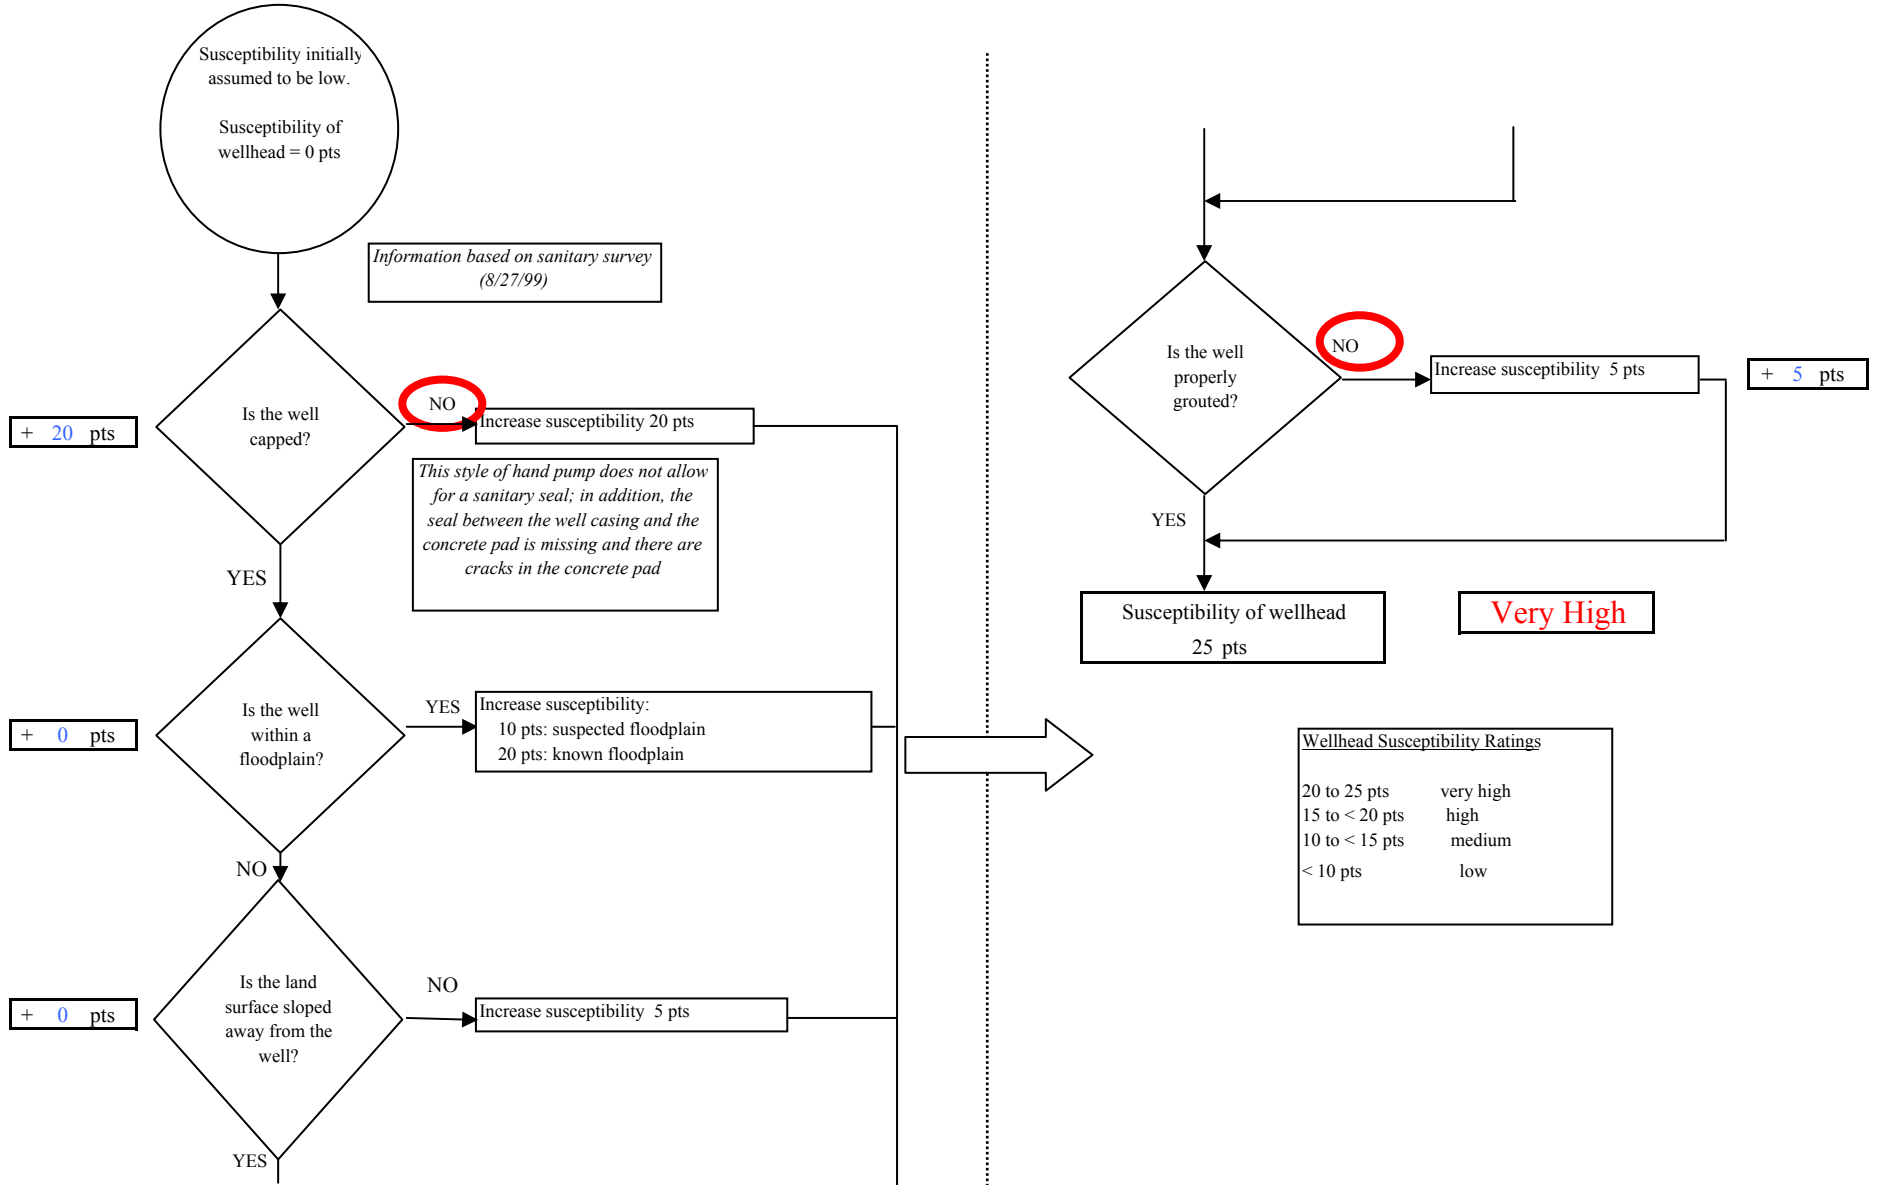 Susceptibility initially
assumed to be low.
Susceptibility of
wellhead = 0 pts
Information based on sanitary survey
(8/27/99)
Is the well
capped?
NO
Increase susceptibility 20 pts
+ 20 pts
This style of hand pump does not allow
for a sanitary seal; in addition, the
seal between the well casing and the
concrete pad is missing and there are
cracks in the concrete pad
YES
Is the well
within a
floodplain?
YES
Increase susceptibility:
10 pts: suspected floodplain
20 pts: known floodplain
+ 0 pts
NO
Is the land
surface sloped
away from the
well?
NO
Increase susceptibility 5 pts
+ 0 pts
YES
Is the well
properly
grouted?
NO
Increase susceptibility 5 pts
+ 5 pts
YES
Susceptibility of wellhead
25 pts
Very High
Wellhead Susceptibility Ratings
20 to 25 pts very high
15 to < 20 pts high
10 to < 15 pts medium
< 10 pts low